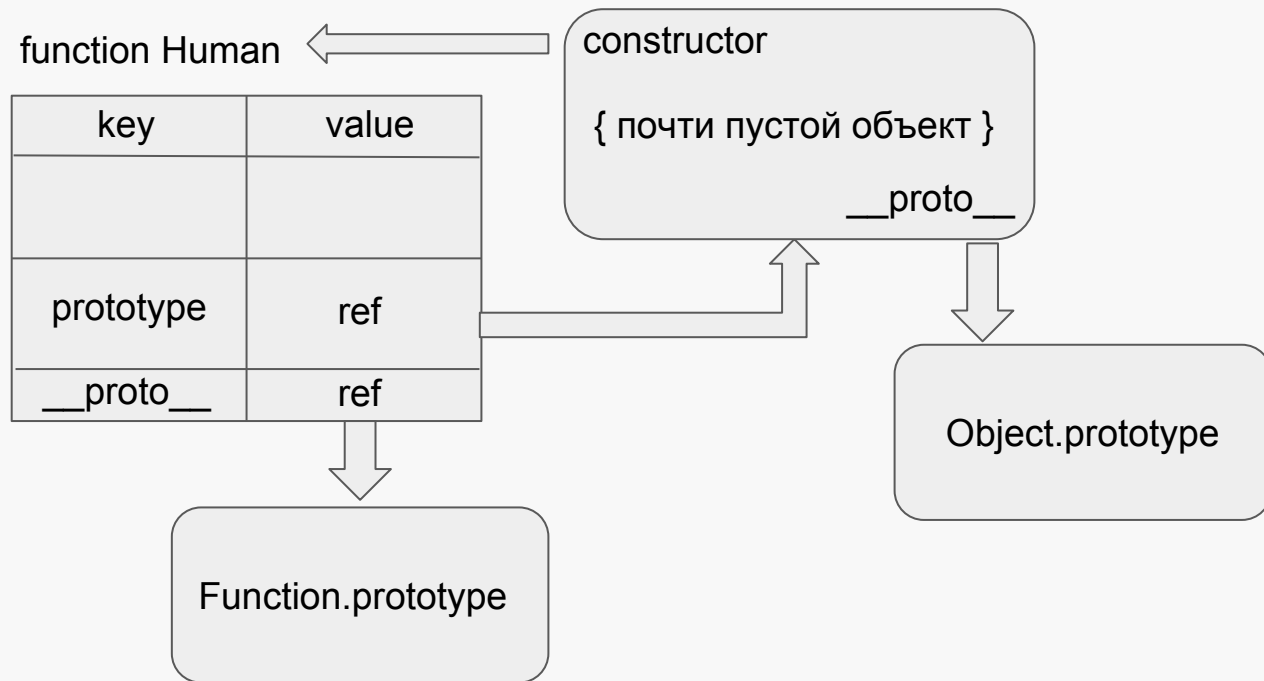 function Human
constructor
key value
{ почти пустой объект }
__proto__
prototype ref
__proto__ ref
Object.prototype
Function.prototype